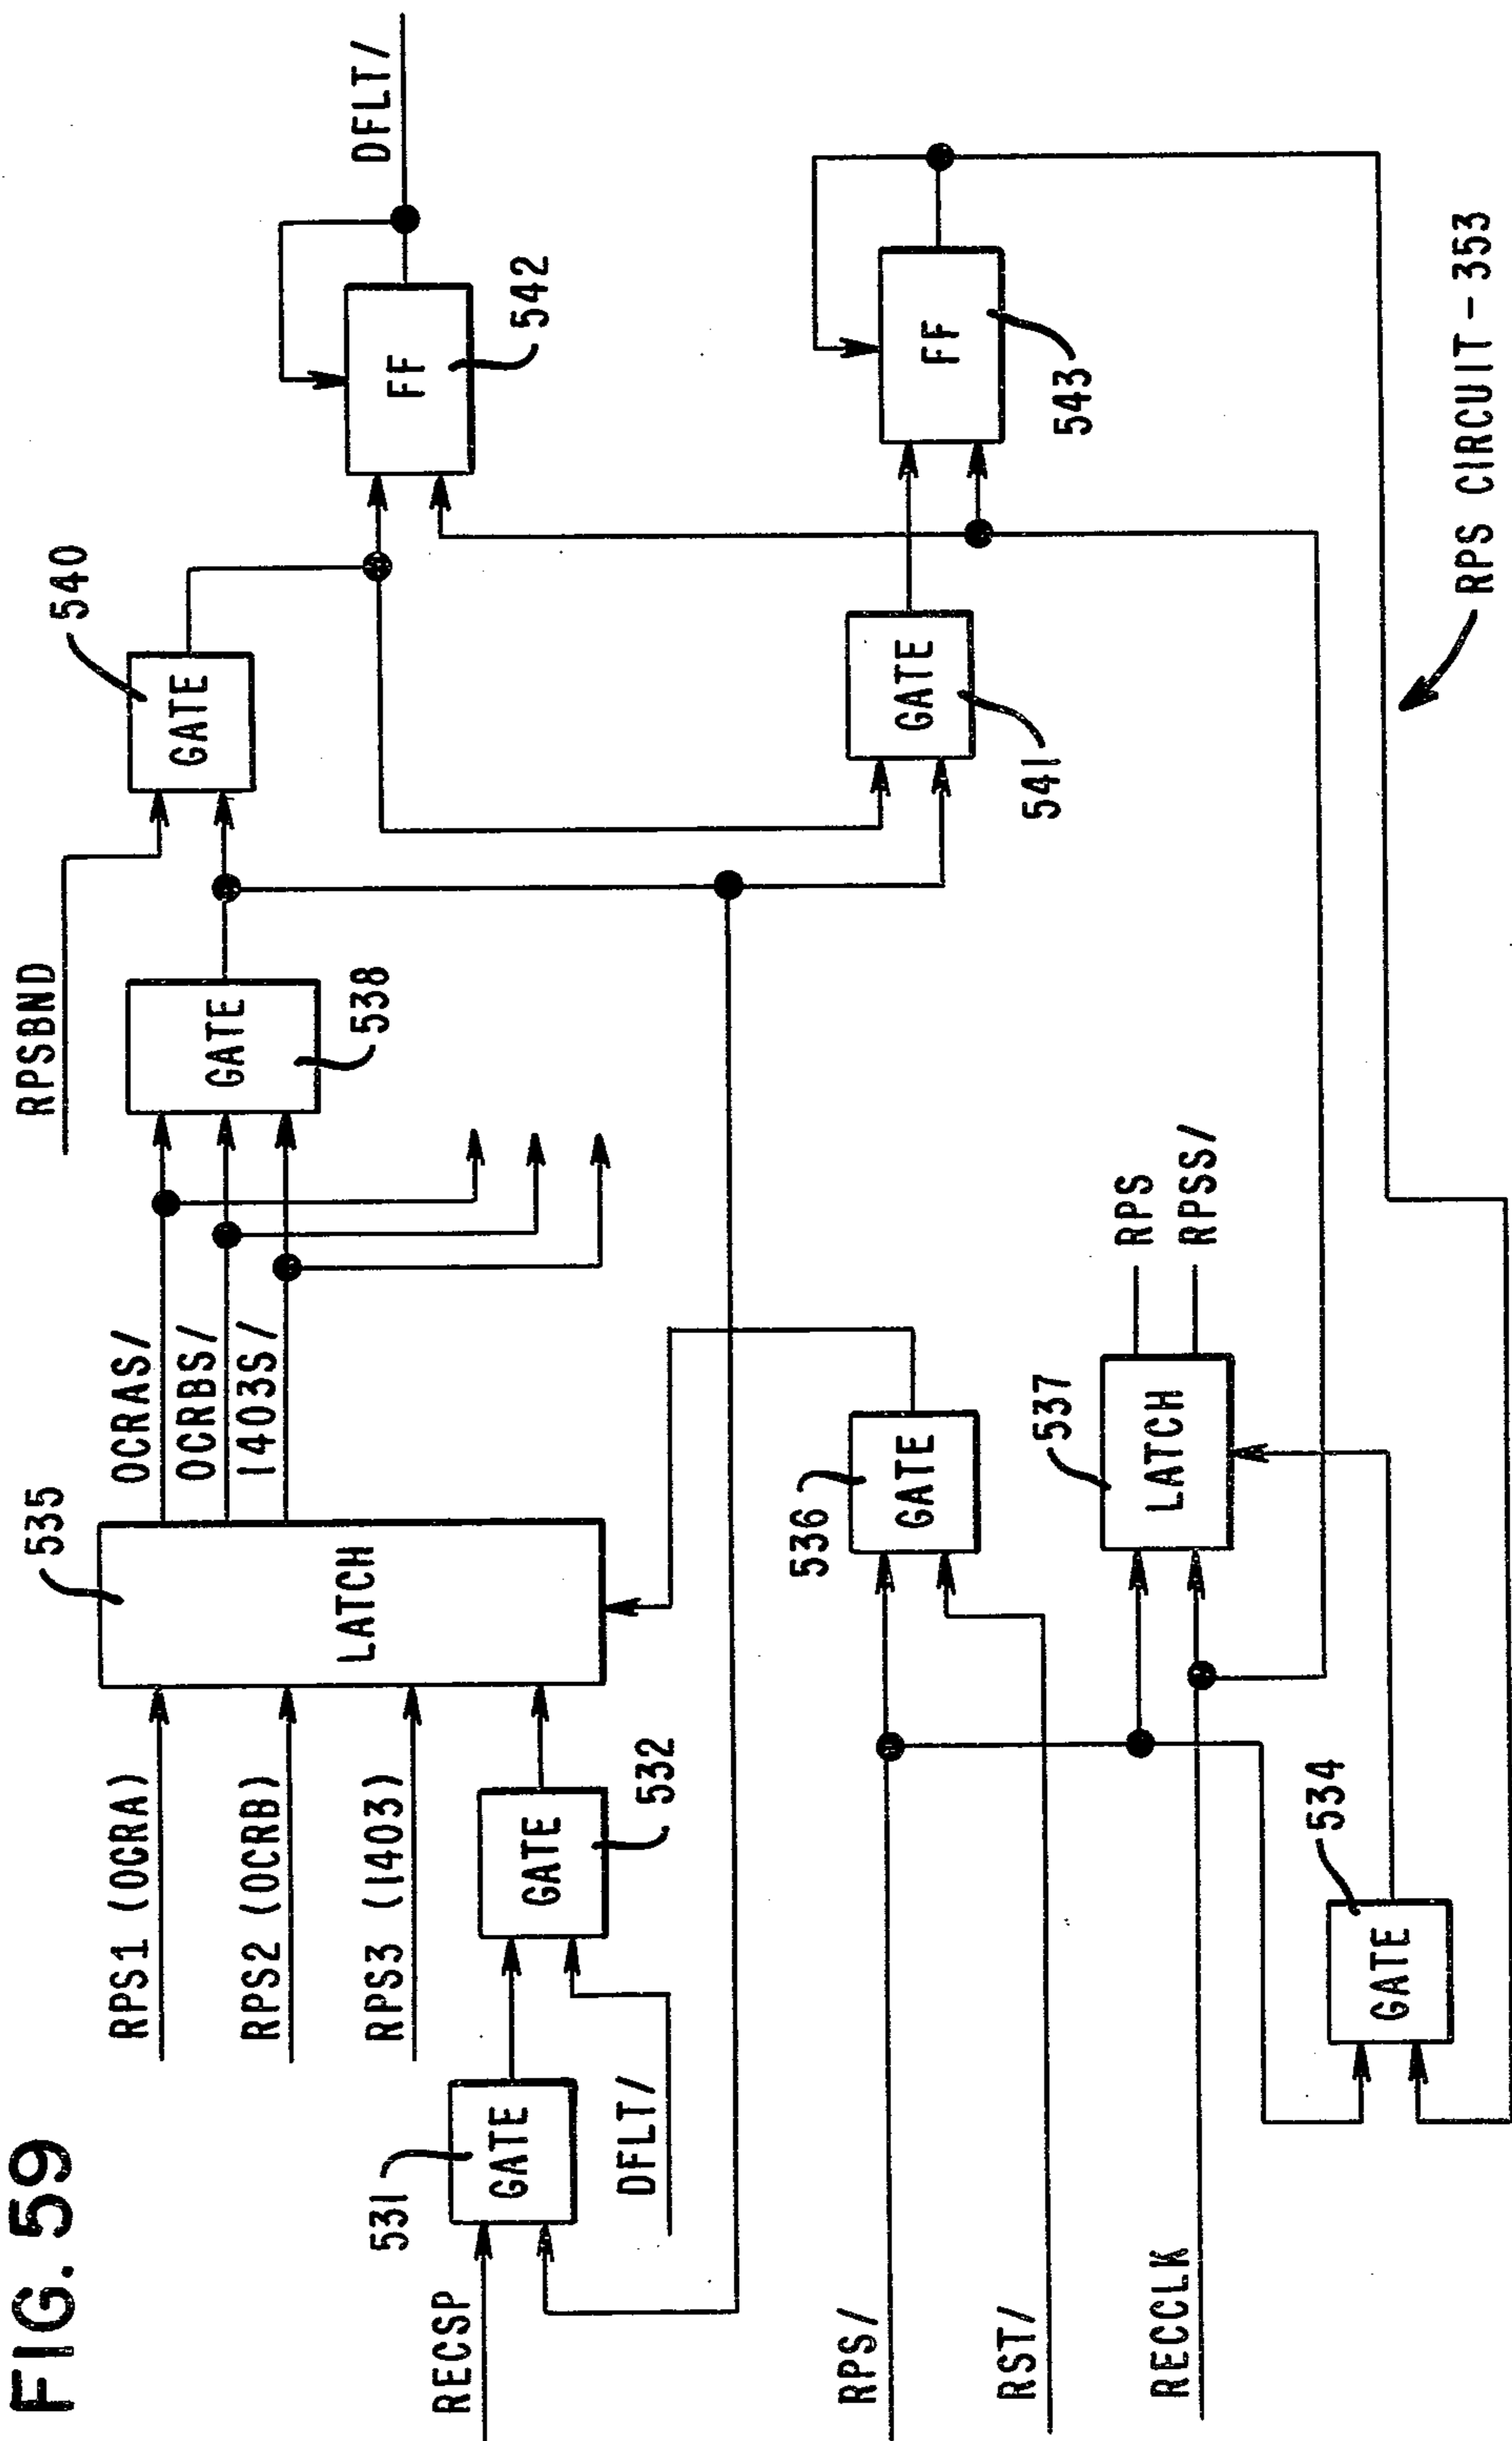 FIG. 59
RPSBND
540
GATE
DFLT/
FF
542
535
OCRAS/
OCRBS/
1403S/
GATE
538
RPS1 (OCRA)
RPS2 (OCRB)
RPS3 (1403)
LATCH
531
GATE
GATE
532
RECSP
DFLT/
GATE
541
FF
543
RPS/
536
GATE
RST/
537
LATCH
RPS
RPSS/
RECCLK
534
GATE
RPS CIRCUIT-353